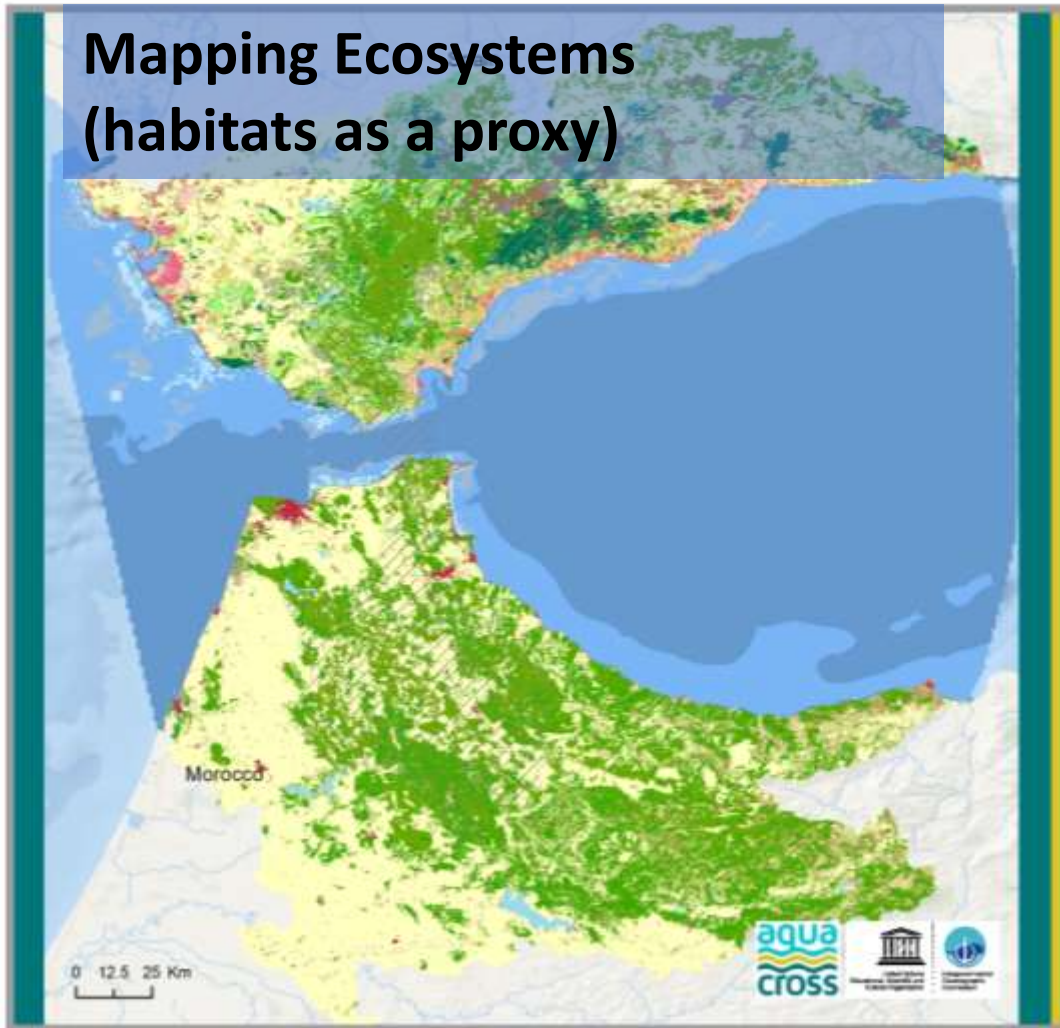 Mapping Ecosystems
(habitats as a proxy)
Morocco
0 12.5 25 Km
aqua
cross